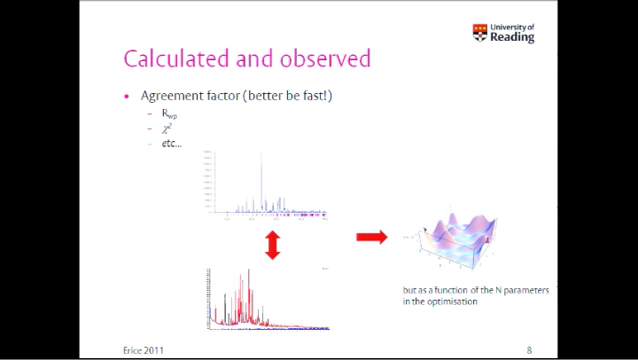 University of
Reading
Calculated and observed
• Agreement factor (better be fast!)
– Rwp
– χ²
– etc...
but as a function of the N parameters
in the optimisation
Erice 2011
8